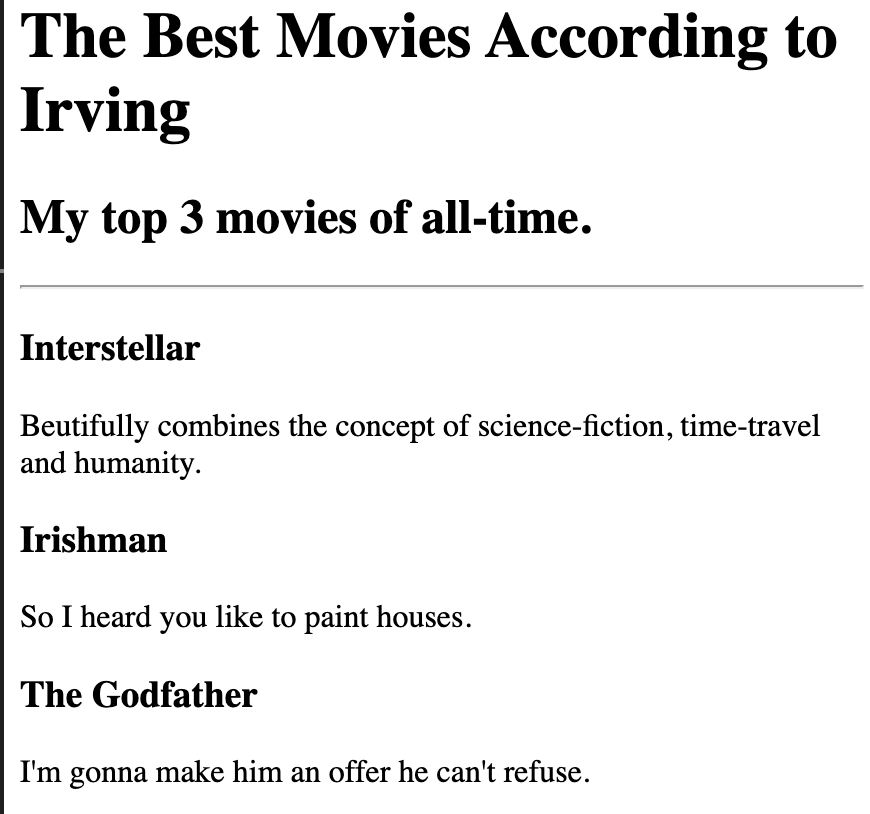 The Best Movies According to
Irving
My top 3 movies of all-time.
Interstellar
Beutifully combines the concept of science-fiction, time-travel
and humanity.
Irishman
So I heard you like to paint houses.
The Godfather
I'm gonna make him an offer he can't refuse.